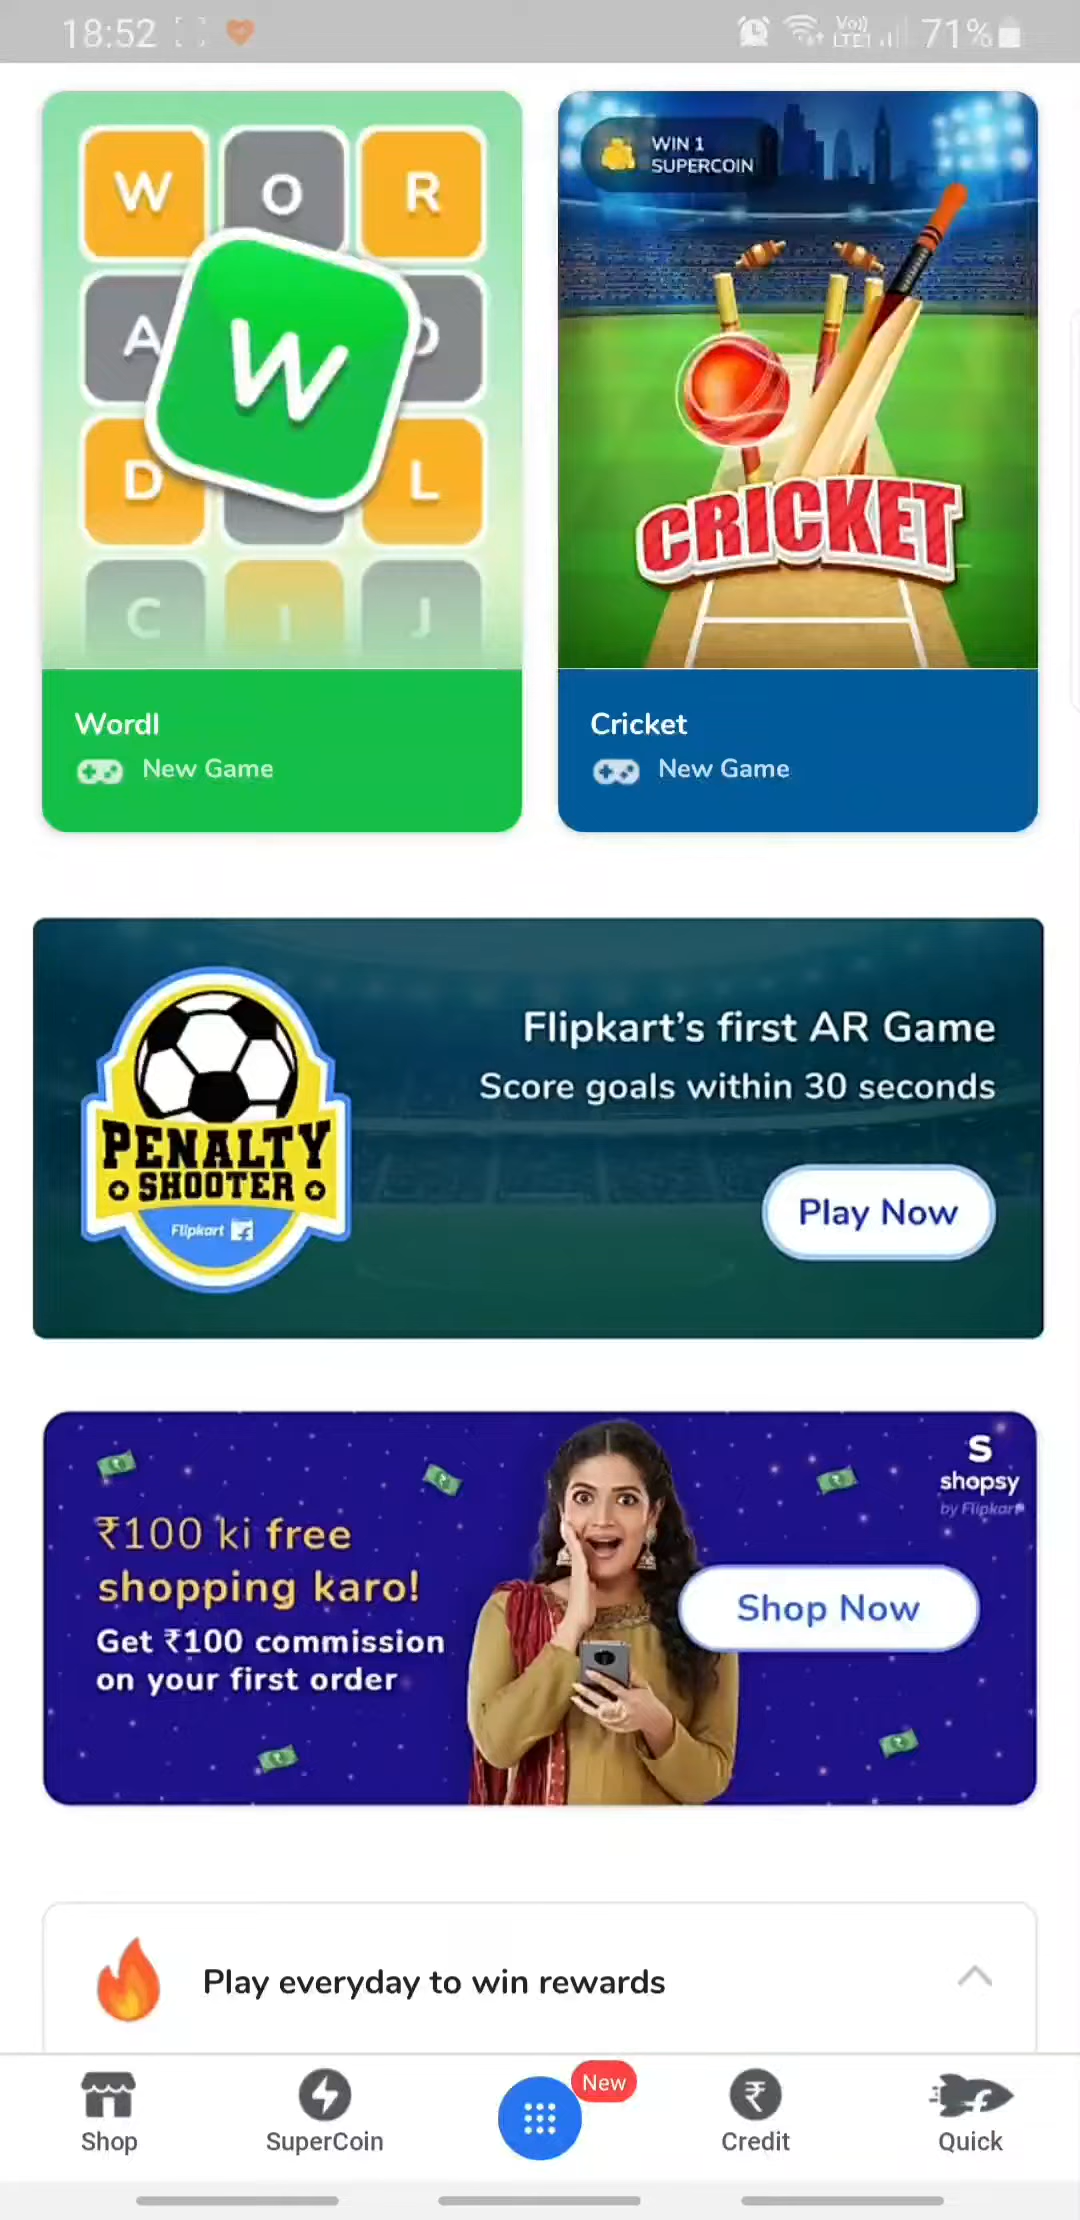 18:52 Vo)) LTE 71%
W O R
WIN 1
SUPERCOIN
A W O
D L
CRICKET
C I J
Wordl
New Game
Cricket
New Game
Flipkart's first AR Game
Score goals within 30 seconds
PENALTY
SHOOTER
Flipkart
Play Now
S
shopsy
by Flipkart
₹100 ki free
shopping karo!
Get ₹100 commission
on your first order
Shop Now
Play everyday to win rewards
New
Shop SuperCoin Credit Quick